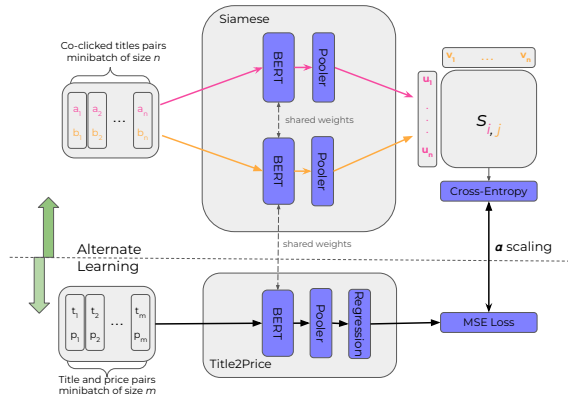 Siamese
Co-clicked titles pairs
minibatch of size n
a1 a2 ... an
b1 b2 bn
BERT
Pooler
shared weights
BERT
Pooler
v1 ... vn
u1
.
.
.
un
Si,j
Cross-Entropy
α scaling
shared weights
Alternate
Learning
t1 t2 ... tm
p1 p2 pm
Title and price pairs
minibatch of size m
BERT
Pooler
Regression
Title2Price
MSE Loss